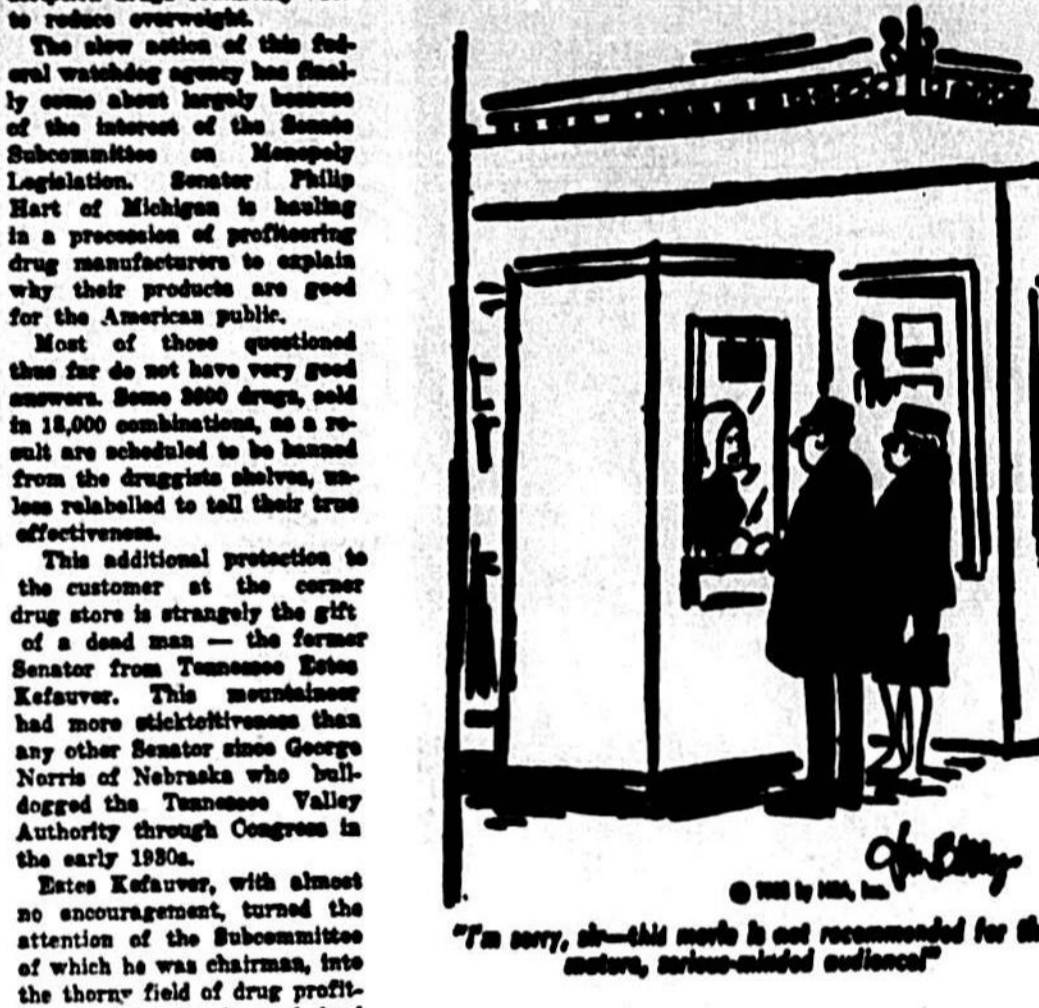 to reduce overweight.
The slow action of this fed-
eral watchdog agency has final-
ly come about largely because
of the interest of the Senate
Subcommittee on Monopoly
Legislation. Senator Philip
Hart of Michigan is hauling
in a procession of profiteering
drug manufacturers to explain
why their products are good
for the American public.
Most of those questioned
thus far do not have very good
answers. Some drugs, sold
in combinations, as a re-
sult are scheduled to be banned
from the druggists shelves, un-
less relabelled to tell their true
effectiveness.
This additional protection to
the customer at the corner
drug store is strangely the gift
of a dead man — the former
Senator from Tennessee Estes
Kefauver. This mountaineer
had more sticktoitiveness than
any other Senator since George
Norris of Nebraska who bull-
dogged the Tennessee Valley
Authority through Congress in
the early 1930s.
Estes Kefauver, with almost
no encouragement, turned the
attention of the Subcommittee
of which he was chairman, into
the thorny field of drug profit-
© by NEA, Inc.
"I'm sorry, sir—this movie is not recommended for
mature, serious-minded audience!"